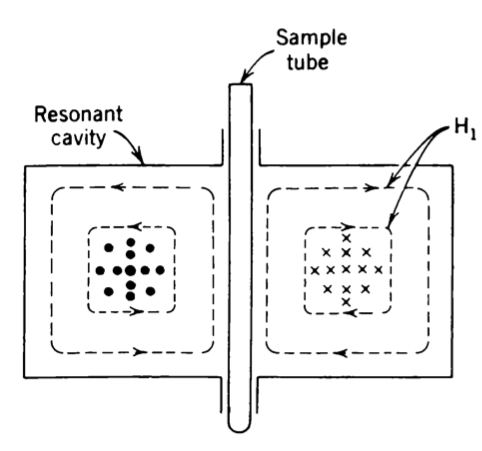 Sample
tube
Resonant
cavity
H₁